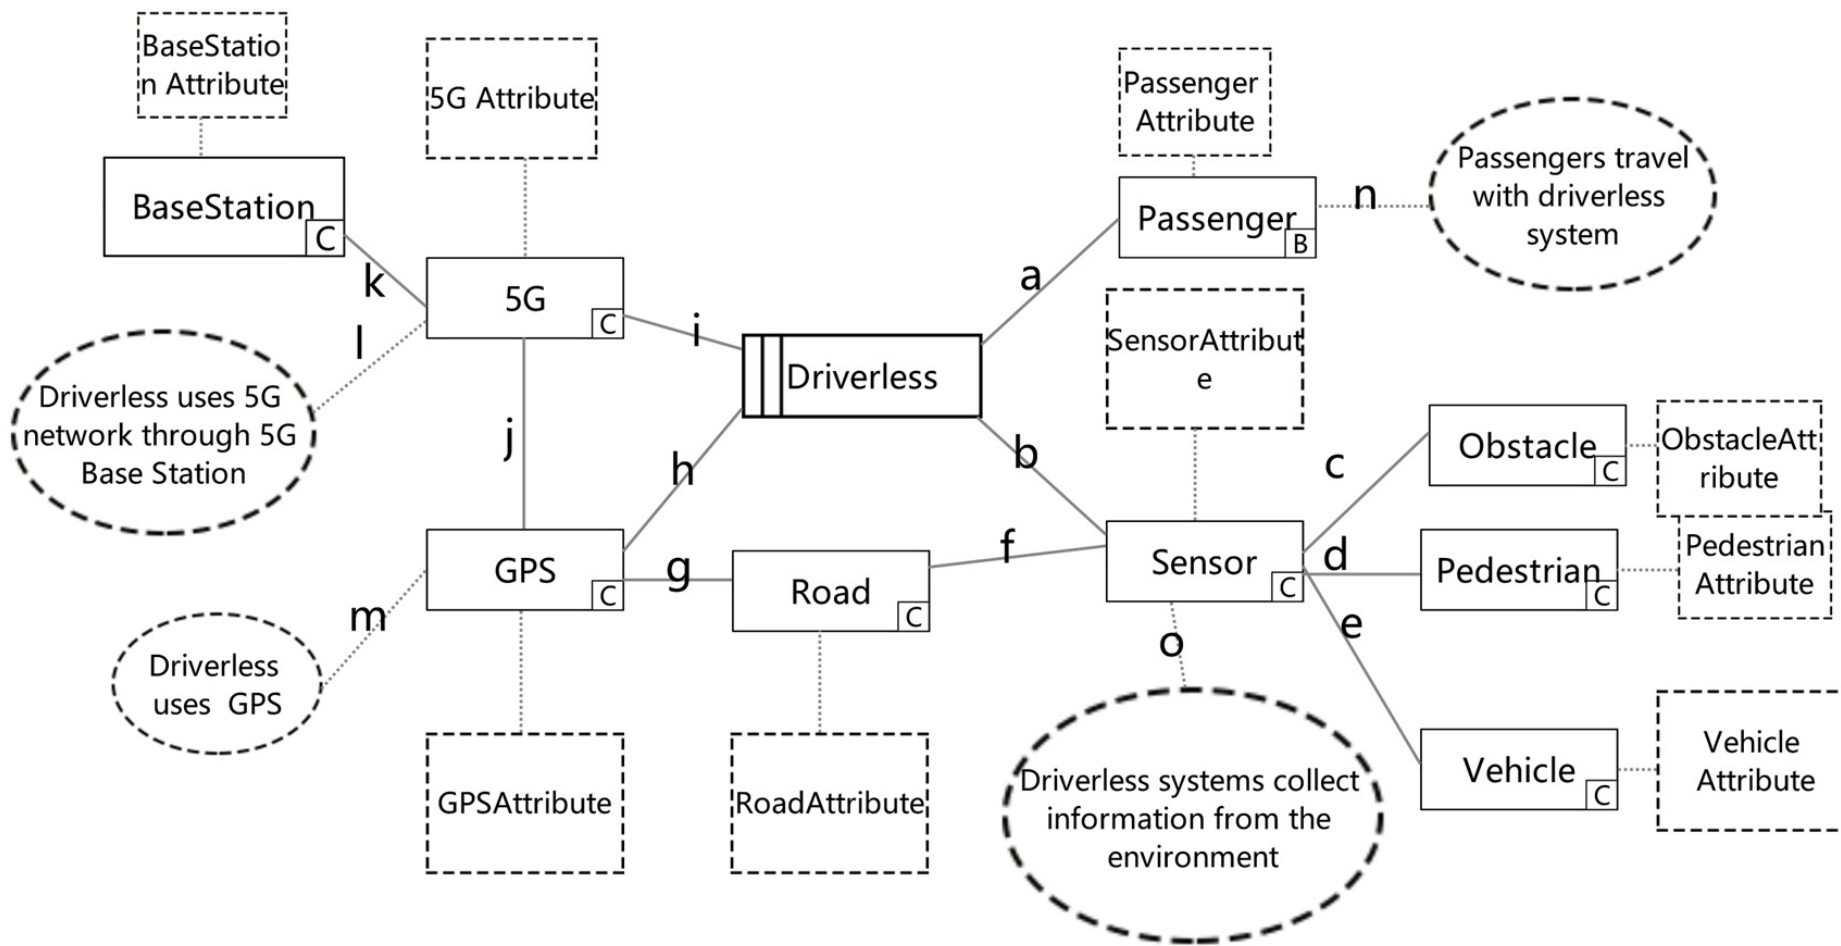 BaseStatio
n Attribute
5G Attribute
Passenger
Attribute
BaseStation
C
Passenger
B
n
Passengers travel
with driverless
system
k
5G
C
a
i
SensorAttribut
e
l
Driverless
Driverless uses 5G
network through 5G
Base Station
j
h
b
c
Obstacle
C
ObstacleAtt
ribute
GPS
C
g
Road
C
f
Sensor
C
d
Pedestrian
C
Pedestrian
Attribute
e
m
o
Driverless
uses GPS
GPSAttribute
RoadAttribute
Driverless systems collect
information from the
environment
Vehicle
C
Vehicle
Attribute